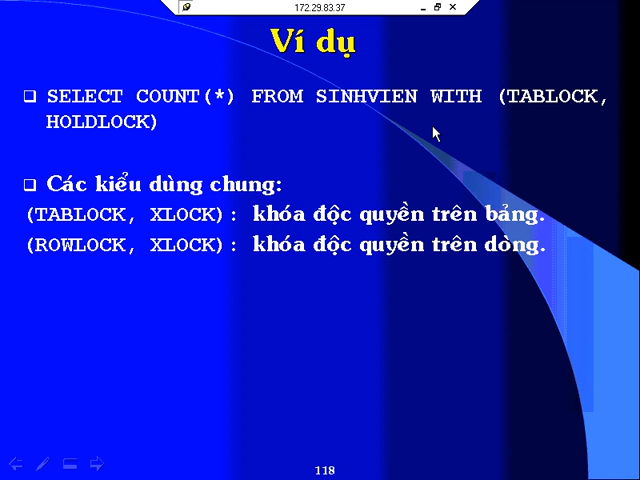 172.29.83.37
Ví dụ
❑ SELECT COUNT(*) FROM SINHVIEN WITH (TABLOCK,
HOLDLOCK)
❑ Các kiểu dùng chung:
(TABLOCK, XLOCK): khóa độc quyền trên bảng.
(ROWLOCK, XLOCK): khóa độc quyền trên dòng.
118